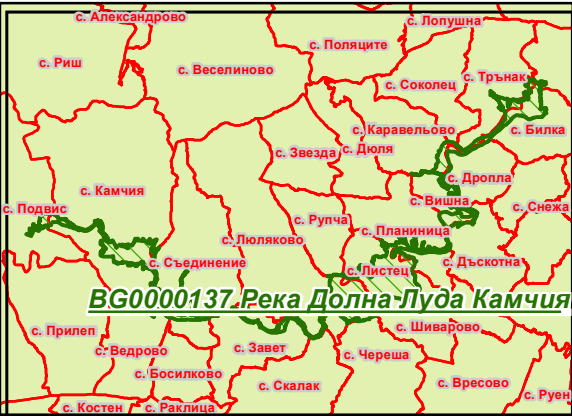 с. Александрово
с. Лопушна
с. Поляците
с. Риш
с. Веселиново
с. Трънак
с. Соколец
с. Каравельово
с. Билка
с. Звезда
с. Дюля
с. Дропла
с. Камчия
с. Вишна
с. Снежа
с. Подвис
с. Рупча
с. Планиница
с. Люляково
с. Съединение
с. Листец
с. Дъскотна
BG0000137 Река Долна Луда Камчия
с. Прилеп
с. Шиварово
с. Ведрово
с. Завет
с. Череша
с. Босилково
с. Скалак
с. Вресово
с. Руен
с. Костен
с. Раклица